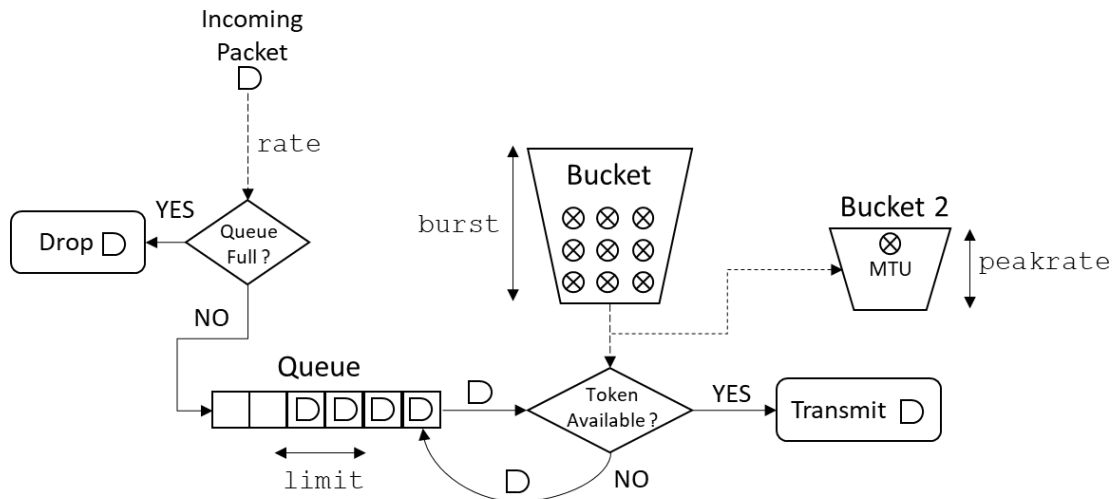 Incoming
Packet
rate
YES
Drop
Queue
Full ?
NO
Bucket
burst
Bucket 2
MTU
peakrate
Queue
limit
Token
Available ?
YES
Transmit
NO